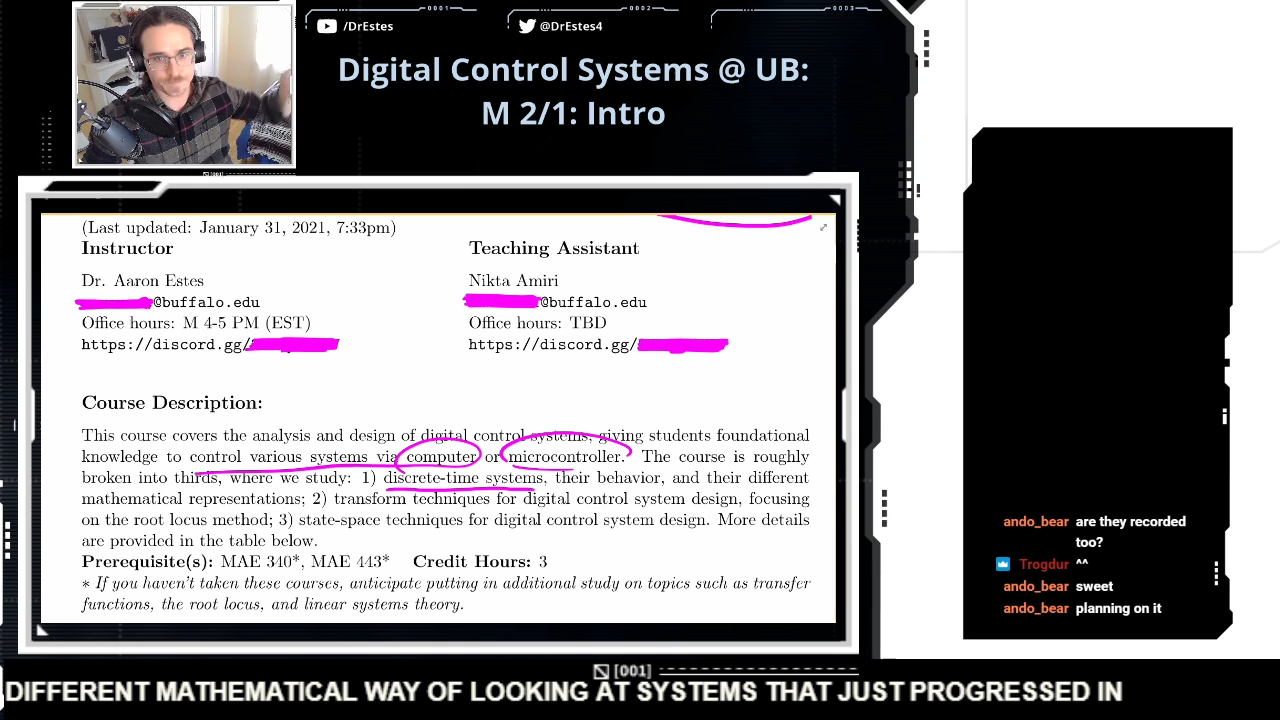 0001
0002
0003
/DrEstes
@DrEstes4
Digital Control Systems @ UB:
M 2/1: Intro
[001]
(Last updated: January 31, 2021, 7:33pm)
Instructor
Dr. Aaron Estes
@buffalo.edu
Office hours: M 4-5 PM (EST)
https://discord.gg/
Teaching Assistant
Nikta Amiri
@buffalo.edu
Office hours: TBD
https://discord.gg/
Course Description:
This course covers the analysis and design of digital control systems, giving students foundational
knowledge to control various systems via computer or microcontroller. The course is roughly
broken into thirds, where we study: 1) discrete-time systems, their behavior, and their different
mathematical representations; 2) transform techniques for digital control system design, focusing
on the root locus method; 3) state-space techniques for digital control system design. More details
are provided in the table below.
Prerequisite(s): MAE 340*, MAE 443* Credit Hours: 3
* If you haven't taken these courses anticipate putting in additional study on topics such as transfer
functions, the root locus, and linear systems theory.
ando_bear are they recorded
too?
Trogdur ^^
ando_bear sweet
ando_bear planning on it
[001]
DIFFERENT MATHEMATICAL WAY OF LOOKING AT SYSTEMS THAT JUST PROGRESSED IN